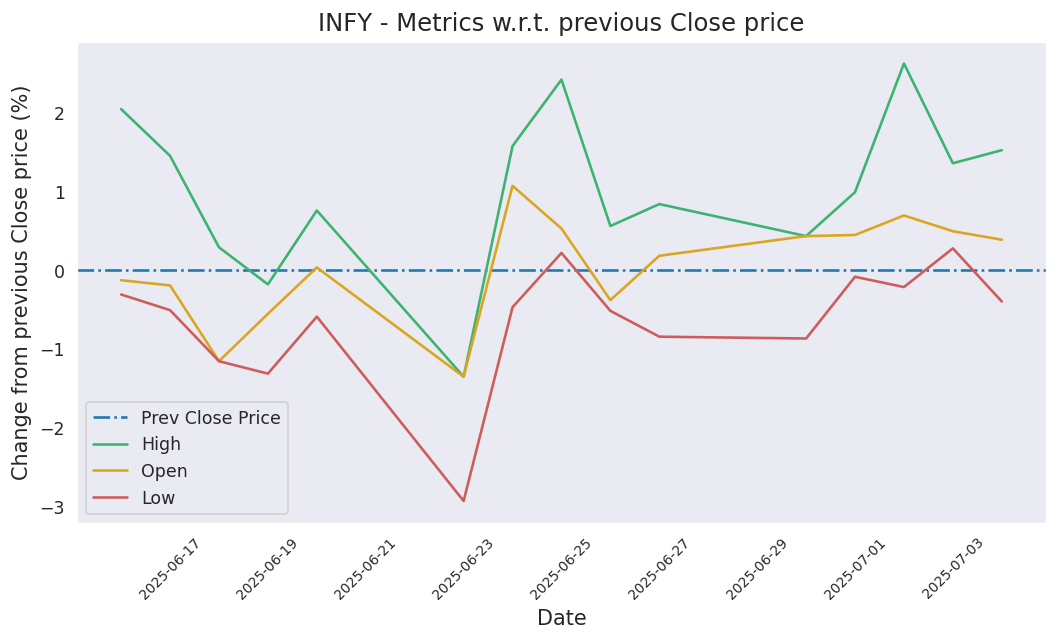 INFY - Metrics w.r.t. previous Close price
Change from previous Close price (%)
2
1
0
−1
−2
−3
Prev Close Price
High
Open
Low
2025-06-17
2025-06-19
2025-06-21
2025-06-23
2025-06-25
2025-06-27
2025-06-29
2025-07-01
2025-07-03
Date